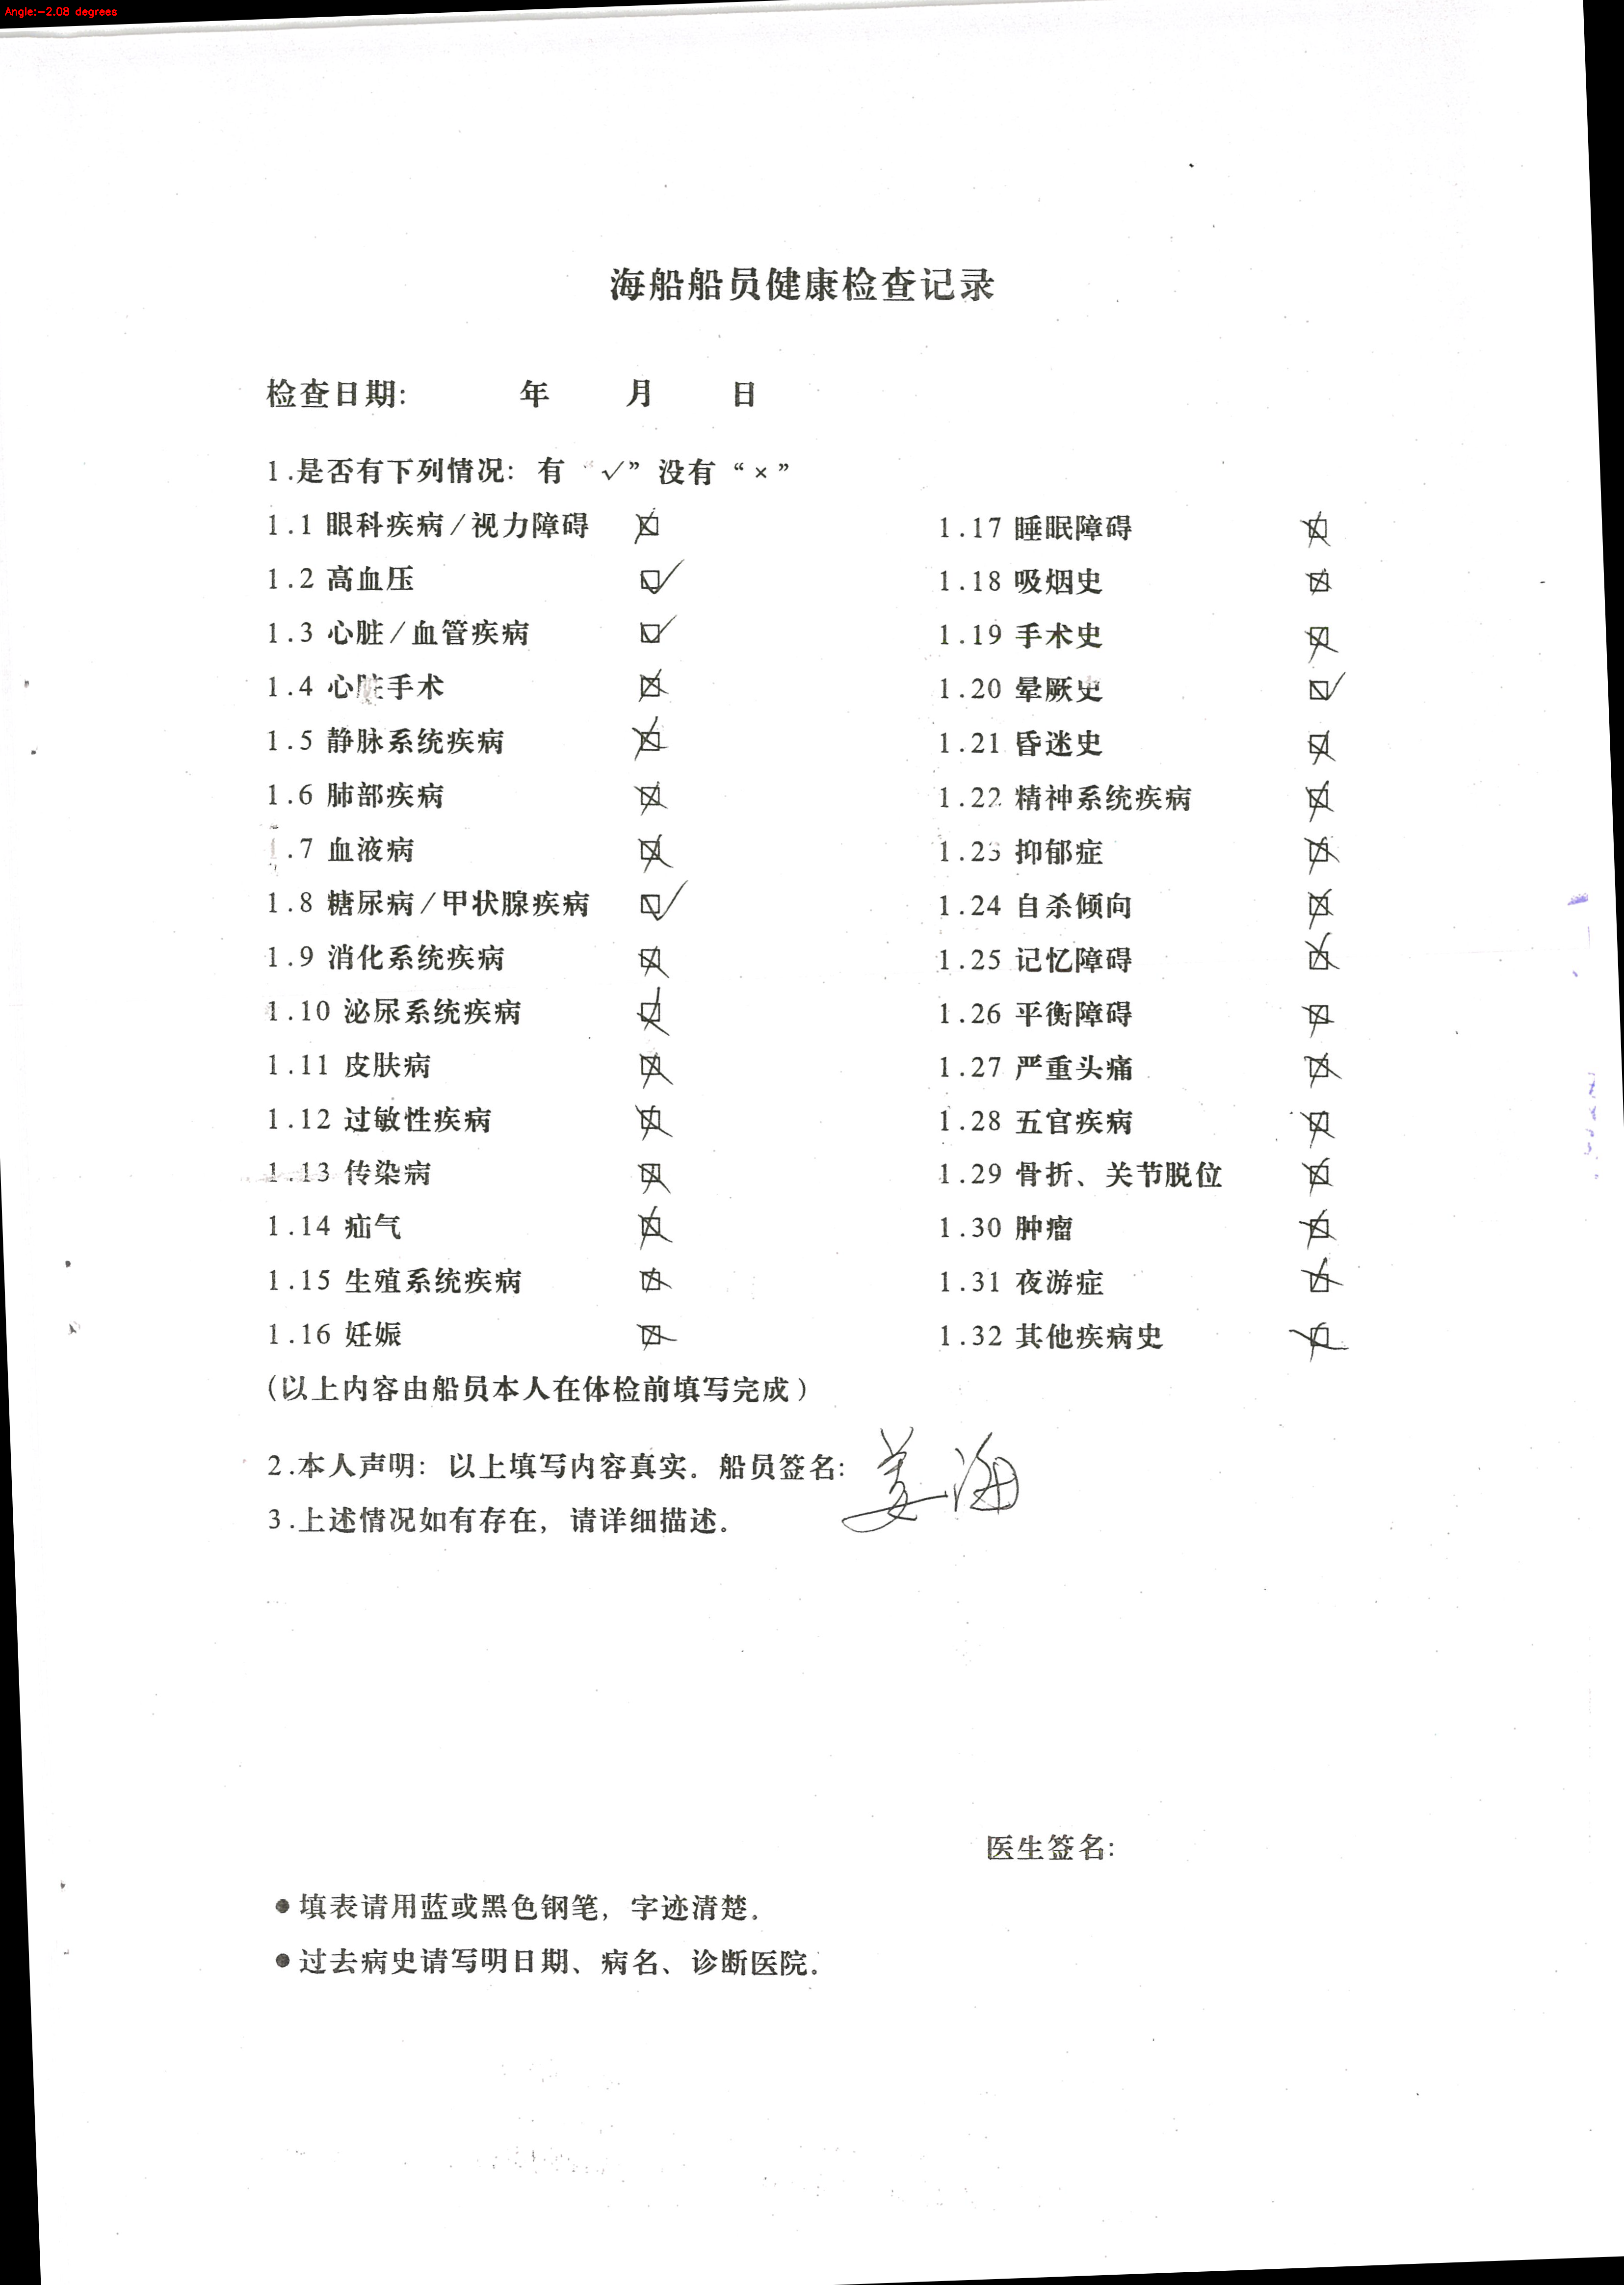 Angle:-2.08 degrees
海船船员健康检查记录
检查日期: 年 月 日
1.是否有下列情况: 有“√”没有“×”
1.1 眼科疾病/视力障碍 ☒ 1.17 睡眠障碍 ☒
1.2 高血压 ☑ 1.18 吸烟史 ☒
1.3 心脏/血管疾病 ☑ 1.19 手术史 ☒
1.4 心脏手术 ☒ 1.20 晕厥史 ☑
1.5 静脉系统疾病 ☒ 1.21 昏迷史 ☒
1.6 肺部疾病 ☒ 1.22 精神系统疾病 ☒
1.7 血液病 ☒ 1.23 抑郁症 ☒
1.8 糖尿病/甲状腺疾病 ☑ 1.24 自杀倾向 ☒
1.9 消化系统疾病 ☒ 1.25 记忆障碍 ☒
1.10 泌尿系统疾病 ☒ 1.26 平衡障碍 ☒
1.11 皮肤病 ☒ 1.27 严重头痛 ☒
1.12 过敏性疾病 ☒ 1.28 五官疾病 ☒
1.13 传染病 ☒ 1.29 骨折、关节脱位 ☒
1.14 疝气 ☒ 1.30 肿瘤 ☒
1.15 生殖系统疾病 ☒ 1.31 夜游症 ☒
1.16 妊娠 ☒ 1.32 其他疾病史 ☒
(以上内容由船员本人在体检前填写完成)
2.本人声明: 以上填写内容真实。船员签名: 姜海
3.上述情况如有存在, 请详细描述。
医生签名:
●填表请用蓝或黑色钢笔, 字迹清楚。
●过去病史请写明日期、病名、诊断医院。